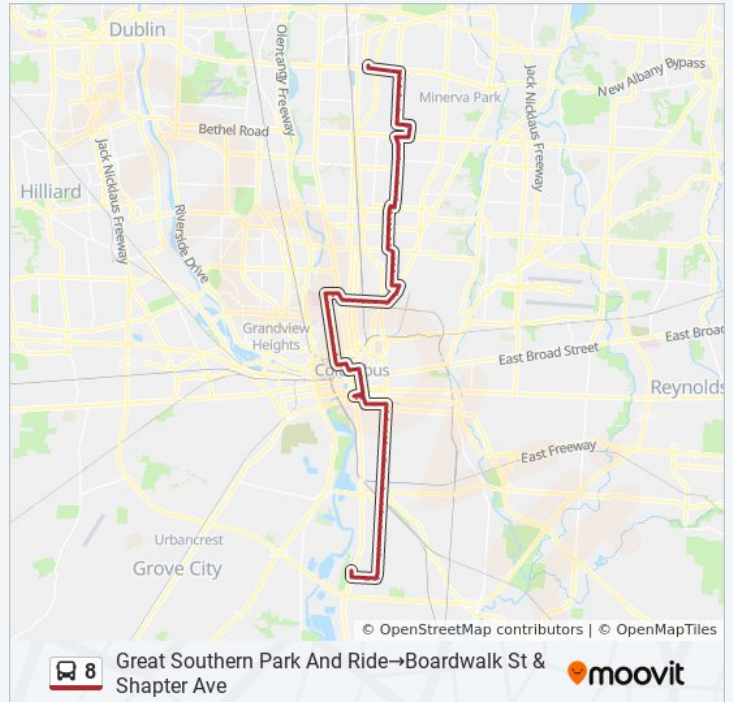 Dublin
Olentangy Freeway
Jack Nicklaus Freeway
New Albany Bypass
Minerva Park
Bethel Road
Jack Nicklaus Freeway
Hilliard
Riverside Drive
Grandview
Heights
East Broad Street
East Broad
Columbus
Reynolds
East Freeway
Urbancrest
Grove City
© OpenStreetMap contributors | © OpenMapTiles
8
Great Southern Park And Ride→Boardwalk St &
Shapter Ave
moovit